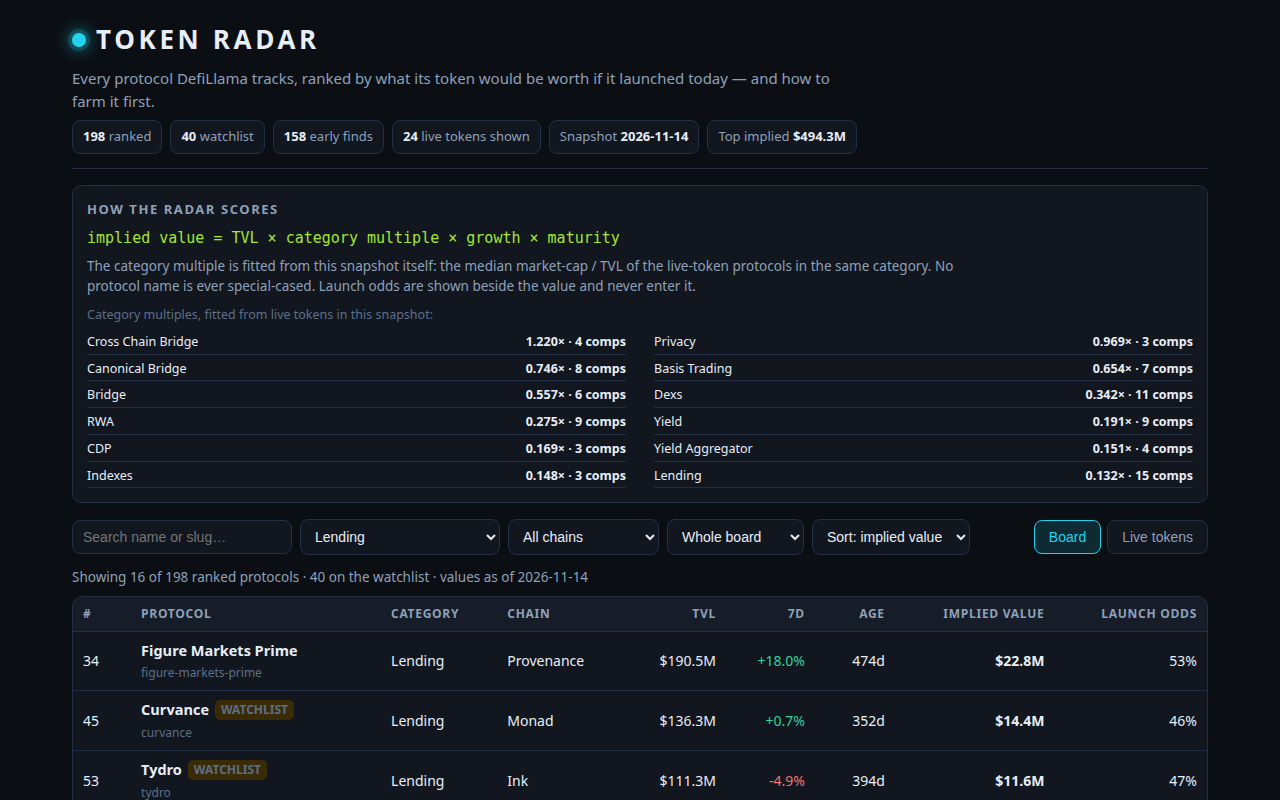 TOKEN RADAR
Every protocol DefiLlama tracks, ranked by what its token would be worth if it launched today — and how to
farm it first.
198 ranked
40 watchlist
158 early finds
24 live tokens shown
Snapshot 2026-11-14
Top implied $494.3M
HOW THE RADAR SCORES
implied value = TVL × category multiple × growth × maturity
The category multiple is fitted from this snapshot itself: the median market-cap / TVL of the live-token protocols in the same category. No
protocol name is ever special-cased. Launch odds are shown beside the value and never enter it.
Category multiples, fitted from live tokens in this snapshot:
Cross Chain Bridge 1.220× · 4 comps
Privacy 0.969× · 3 comps
Canonical Bridge 0.746× · 8 comps
Basis Trading 0.654× · 7 comps
Bridge 0.557× · 6 comps
Dexs 0.342× · 11 comps
RWA 0.275× · 9 comps
Yield 0.191× · 9 comps
CDP 0.169× · 3 comps
Yield Aggregator 0.151× · 4 comps
Indexes 0.148× · 3 comps
Lending 0.132× · 15 comps
Search name or slug…
Lending
All chains
Whole board
Sort: implied value
Board
Live tokens
Showing 16 of 198 ranked protocols · 40 on the watchlist · values as of 2026-11-14
# PROTOCOL CATEGORY CHAIN TVL 7D AGE IMPLIED VALUE LAUNCH ODDS
34 Figure Markets Prime Lending Provenance $190.5M +18.0% 474d $22.8M 53%
figure-markets-prime
45 Curvance WATCHLIST Lending Monad $136.3M +0.7% 352d $14.4M 46%
curvance
53 Tydro WATCHLIST Lending Ink $111.3M -4.9% 394d $11.6M 47%
tydro